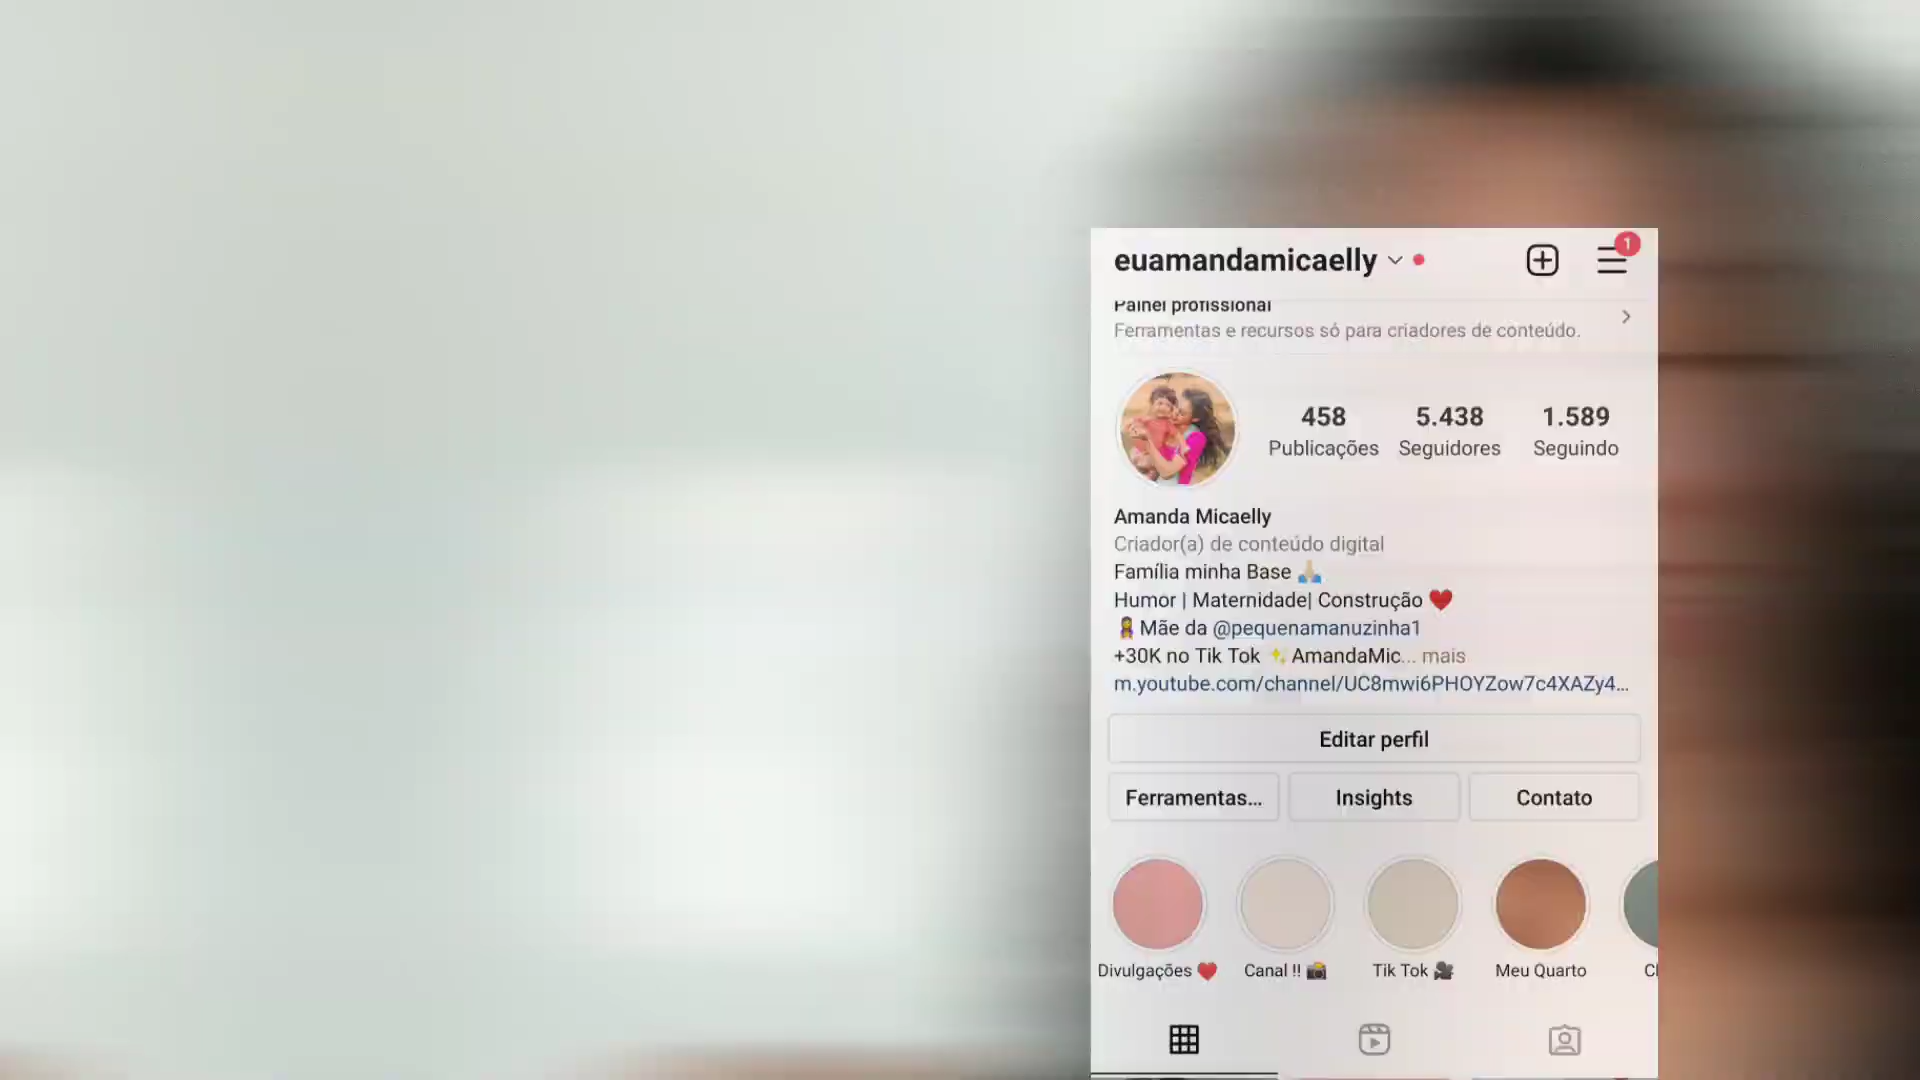 euamandamicaelly
1
Painel profissional
Ferramentas e recursos só para criadores de conteúdo.
458 5.438 1.589
Publicações Seguidores Seguindo
Amanda Micaelly
Criador(a) de conteúdo digital
Família minha Base 🙏🏼
Humor | Maternidade| Construção ❤️
🤱Mãe da @pequenamanuzinha1
+30K no Tik Tok ✨ AmandaMic... mais
m.youtube.com/channel/UC8mwi6PHOYZow7c4XAZy4...
Editar perfil
Ferramentas... Insights Contato
Divulgações ❤️ Canal !! 📸 Tik Tok 🎥 Meu Quarto